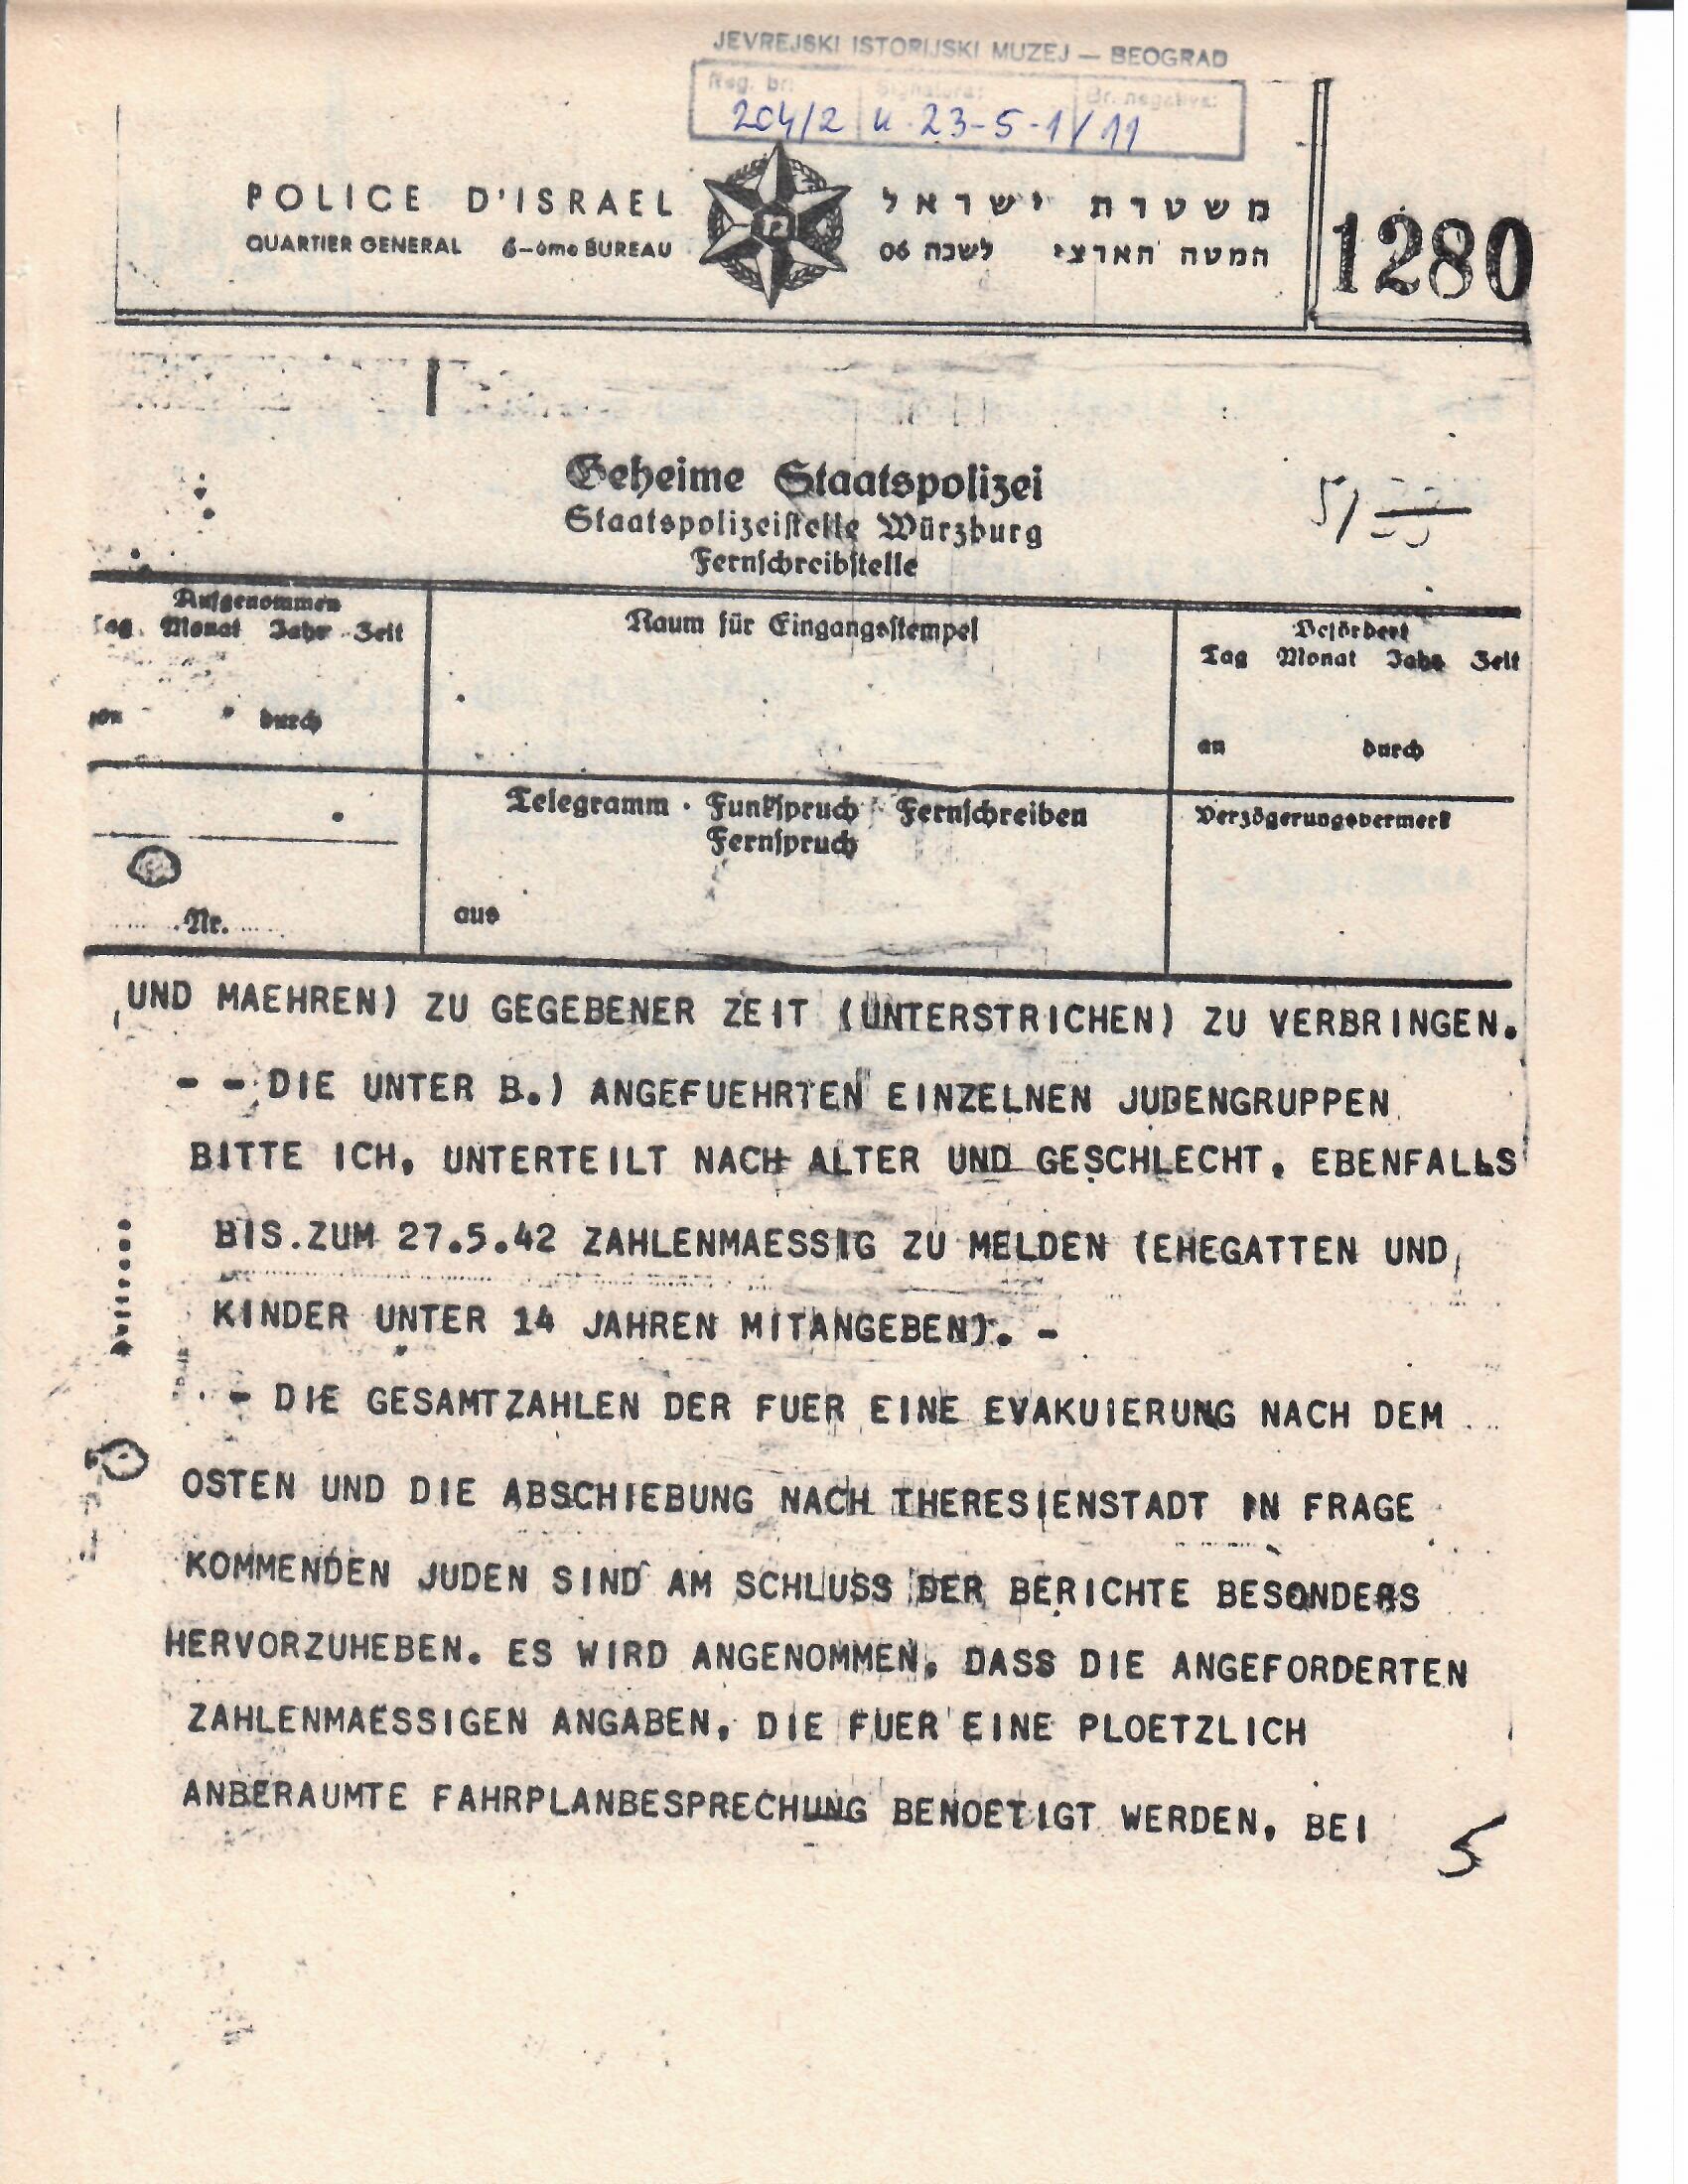 JEVREJSKI ISTORIJSKI MUZEJ — BEOGRAD
Reg. br: Signatura: Br. negativa:
204/2 K.23-5-1/11
POLICE D'ISRAEL
QUARTIER GENERAL 6-ème BUREAU
משטרת ישראל
המטה הארצי לשכה 06
1280
Geheime Staatspolizei
Staatspolizeistelle Würzburg
Fernschreibstelle
5/
Aufgenommen
Tag Monat Jahr Zeit
von durch
Raum für Eingangsstempel
Befördert
Tag Monat Jahr Zeit
an durch
Nr.
Telegramm · Funkspruch Fernschreiben
Fernspruch
aus
Verzögerungsvermerk
UND MAEHREN) ZU GEGEBENER ZEIT (UNTERSTRICHEN) ZU VERBRINGEN.
- - DIE UNTER B.) ANGEFUEHRTEN EINZELNEN JUDENGRUPPEN
BITTE ICH, UNTERTEILT NACH ALTER UND GESCHLECHT, EBENFALLS
BIS ZUM 27.5.42 ZAHLENMAESSIG ZU MELDEN (EHEGATTEN UND
KINDER UNTER 14 JAHREN MITANGEBEN). -
- DIE GESAMTZAHLEN DER FUER EINE EVAKUIERUNG NACH DEM
OSTEN UND DIE ABSCHIEBUNG NACH THERESIENSTADT IN FRAGE
KOMMENDEN JUDEN SIND AM SCHLUSS DER BERICHTE BESONDERS
HERVORZUHEBEN. ES WIRD ANGENOMMEN, DASS DIE ANGEFORDERTEN
ZAHLENMAESSIGEN ANGABEN, DIE FUER EINE PLOETZLICH
ANBERAUMTE FAHRPLANBESPRECHUNG BENOETIGT WERDEN, BEI
5